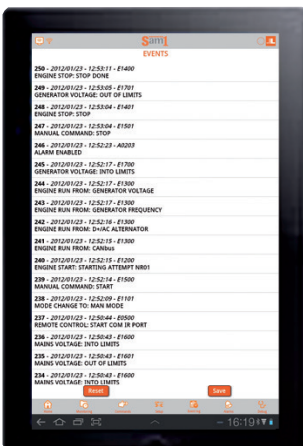 Sam1
EVENTS
250 - 2012/01/23 - 12:53:11 - E1400
ENGINE STOP: STOP DONE
249 - 2012/01/23 - 12:53:05 - E1701
GENERATOR VOLTAGE: OUT OF LIMITS
248 - 2012/01/23 - 12:53:04 - E1401
ENGINE STOP: STOP
247 - 2012/01/23 - 12:53:04 - E1501
MANUAL COMMAND: STOP
246 - 2012/01/23 - 12:52:23 - A0203
ALARM ENABLED
245 - 2012/01/23 - 12:52:17 - E1700
GENERATOR VOLTAGE: INTO LIMITS
244 - 2012/01/23 - 12:52:17 - E1300
ENGINE RUN FROM: GENERATOR VOLTAGE
243 - 2012/01/23 - 12:52:17 - E1300
ENGINE RUN FROM: GENERATOR FREQUENCY
242 - 2012/01/23 - 12:52:16 - E1300
ENGINE RUN FROM: D+/AC ALTERNATOR
241 - 2012/01/23 - 12:52:15 - E1300
ENGINE RUN FROM: CANbus
240 - 2012/01/23 - 12:52:15 - E1200
ENGINE START: STARTING ATTEMPT NR01
239 - 2012/01/23 - 12:52:14 - E1500
MANUAL COMMAND: START
238 - 2012/01/23 - 12:52:09 - E1101
MODE CHANGE TO: MAN MODE
237 - 2012/01/23 - 12:50:44 - E0500
REMOTE CONTROL: START COM IR PORT
236 - 2012/01/23 - 12:50:43 - E1600
MAINS VOLTAGE: INTO LIMITS
235 - 2012/01/23 - 12:50:43 - E1601
MAINS VOLTAGE: OUT OF LIMITS
234 - 2012/01/23 - 12:50:43 - E1600
MAINS VOLTAGE: INTO LIMITS
Reset Save
16:19